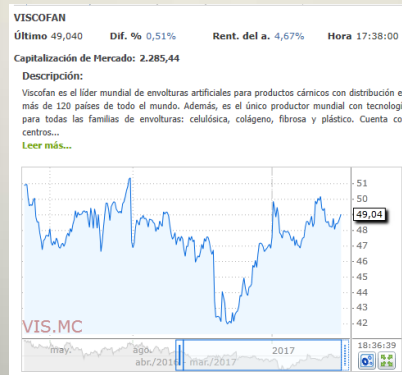 VISCOFAN
Último 49,040 Dif. % 0,51% Rent. del a. 4,67% Hora 17:38:00
Capitalización de Mercado: 2.285,44
Descripción:
Viscofan es el líder mundial de envolturas artificiales para productos cárnicos con distribución e
más de 120 países de todo el mundo. Además, es el único productor mundial con tecnologí
para todas las familias de envolturas: celulósica, colágeno, fibrosa y plástico. Cuenta co
centros...
Leer más...
51
50
49,04
48
47
46
45
44
43
42
VIS.MC
may. ago. 2017
abr./2016 - mar./2017
18:36:39